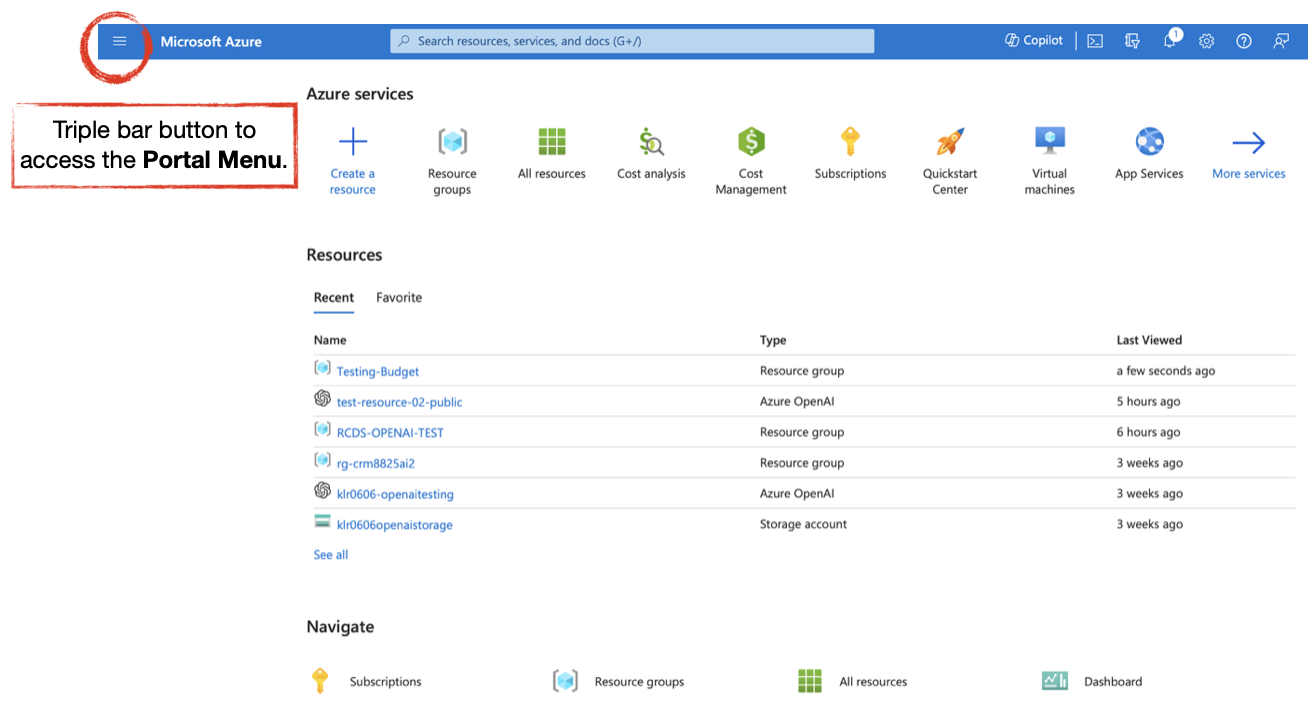 Microsoft Azure
Search resources, services, and docs (G+/)
Copilot
1
Triple bar button to
access the Portal Menu.
Azure services
Create a
resource
Resource
groups
All resources
Cost analysis
Cost
Management
Subscriptions
Quickstart
Center
Virtual
machines
App Services
More services
Resources
Recent Favorite
Name Type Last Viewed
Testing-Budget Resource group a few seconds ago
test-resource-02-public Azure OpenAI 5 hours ago
RCDS-OPENAI-TEST Resource group 6 hours ago
rg-crm8825ai2 Resource group 3 weeks ago
klr0606-openaitesting Azure OpenAI 3 weeks ago
klr0606openaistorage Storage account 3 weeks ago
See all
Navigate
Subscriptions Resource groups All resources Dashboard